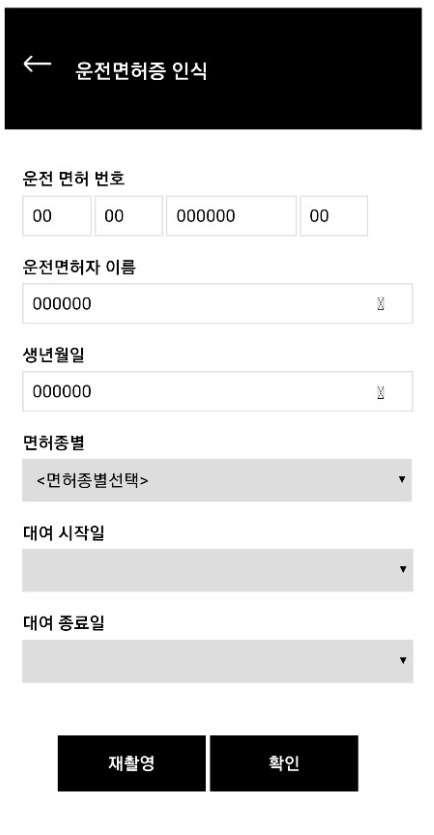 ← 운전면허증 인식
운전 면허 번호
00 00 000000 00
운전면허자 이름
000000
생년월일
000000
면허종별
<면허종별선택> ▼
대여 시작일
▼
대여 종료일
▼
재촬영 확인